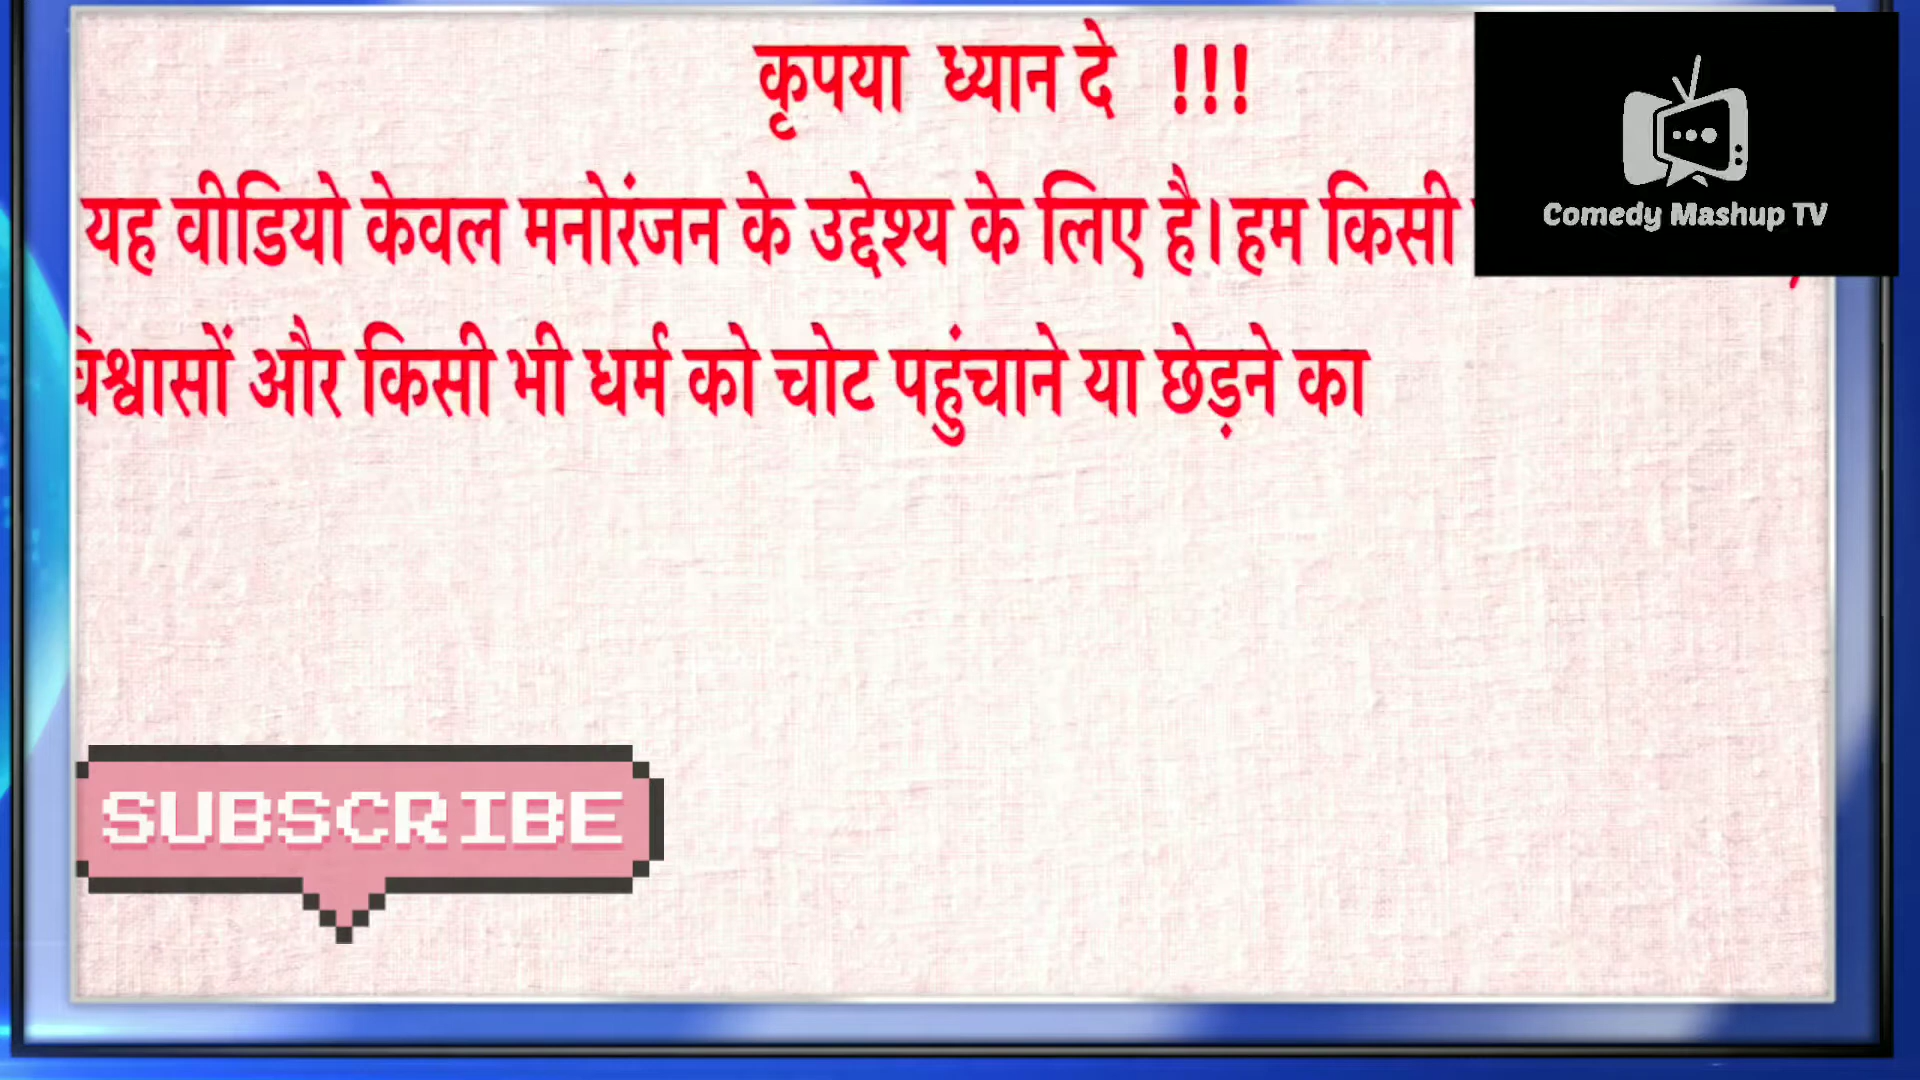 कृपया ध्यान दे !!!
Comedy Mashup TV
यह वीडियो केवल मनोरंजन के उद्देश्य के लिए है। हम किसी
विश्वासों और किसी भी धर्म को चोट पहुंचाने या छेड़ने का
SUBSCRIBE